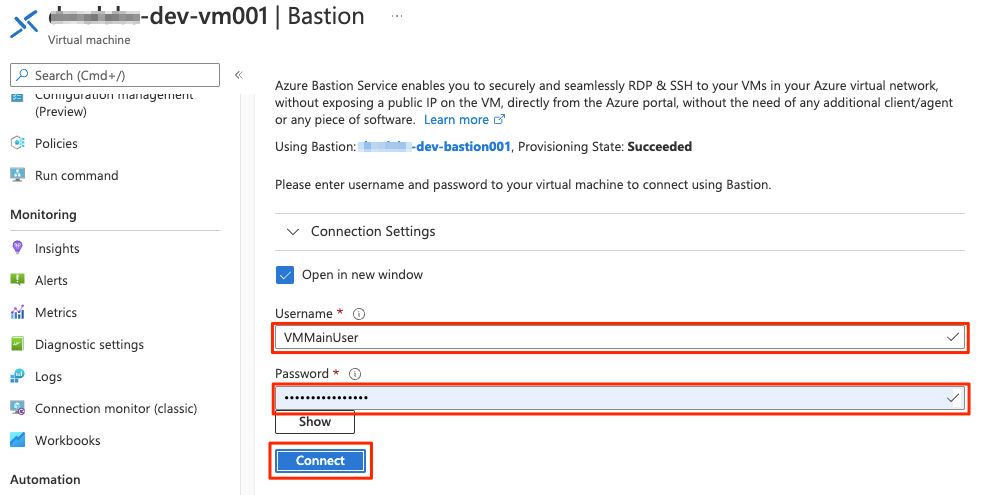 -dev-vm001 | Bastion ...
Virtual machine
Search (Cmd+/)
«
Configuration management
(Preview)
Policies
Run command
Monitoring
Insights
Alerts
Metrics
Diagnostic settings
Logs
Connection monitor (classic)
Workbooks
Automation
Azure Bastion Service enables you to securely and seamlessly RDP & SSH to your VMs in your Azure virtual network,
without exposing a public IP on the VM, directly from the Azure portal, without the need of any additional client/agent
or any piece of software. Learn more
Using Bastion: -dev-bastion001, Provisioning State: Succeeded
Please enter username and password to your virtual machine to connect using Bastion.
Connection Settings
Open in new window
Username *
VMMainUser
Password *
••••••••••••••••
Show
Connect